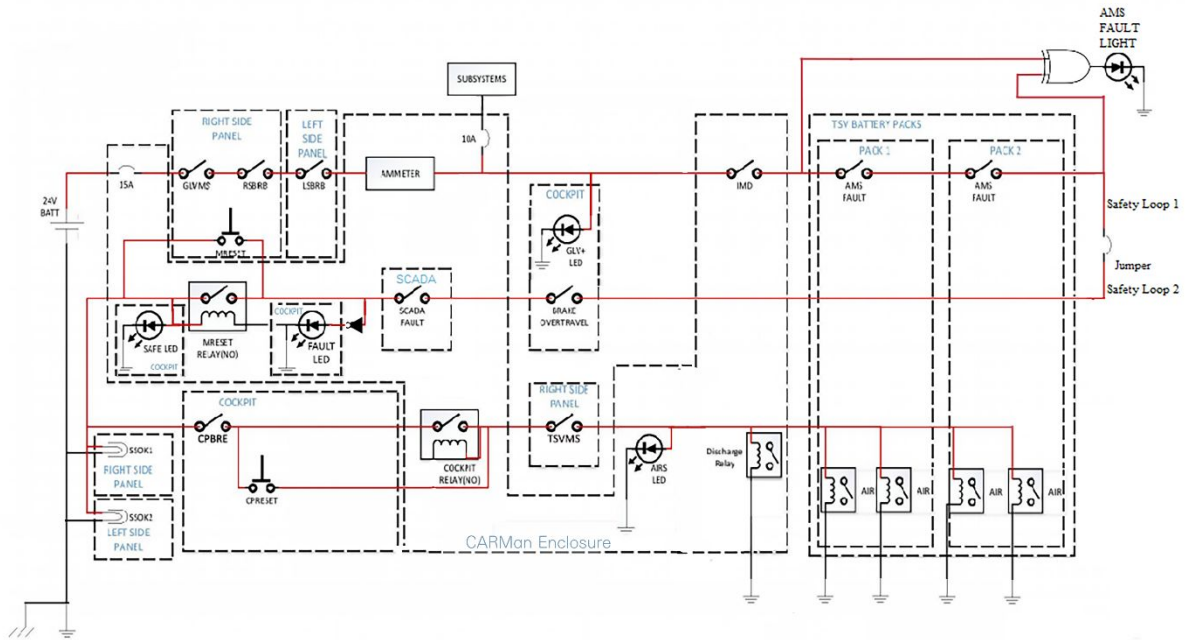 AMS
FAULT
LIGHT
SUBSYSTEMS
10A
RIGHT SIDE
PANEL
LEFT
SIDE
PANEL
TSV BATTERY PACKS
PACK 1
PACK 2
15A
GLVMS
RSBRB
LSBRB
AMMETER
IMD
AMS
FAULT
AMS
FAULT
24V
BATT
COCKPIT
GLV+
LED
Safety Loop 1
MRESET
Jumper
SCADA
Safety Loop 2
SCADA
FAULT
BRAKE
OVERTRAVEL
COCKPIT
SAFE LED
COCKPIT
MRESET
RELAY(NO)
FAULT
LED
COCKPIT
CPBRE
RIGHT SIDE
PANEL
TSVMS
COCKPIT
RELAY(NO)
CPRESET
AIRS
LED
Discharge
Relay
SSOK1
RIGHT SIDE
PANEL
SSOK2
LEFT SIDE
PANEL
AIR
AIR
AIR
AIR
CARMan Enclosure